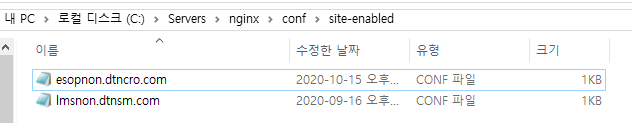 내 PC > 로컬 디스크 (C:) > Servers > nginx > conf > site-enabled
이름 수정한 날짜 유형 크기
esopnon.dtncro.com 2020-10-15 오후... CONF 파일 1KB
lmsnon.dtnsm.com 2020-09-16 오후... CONF 파일 1KB